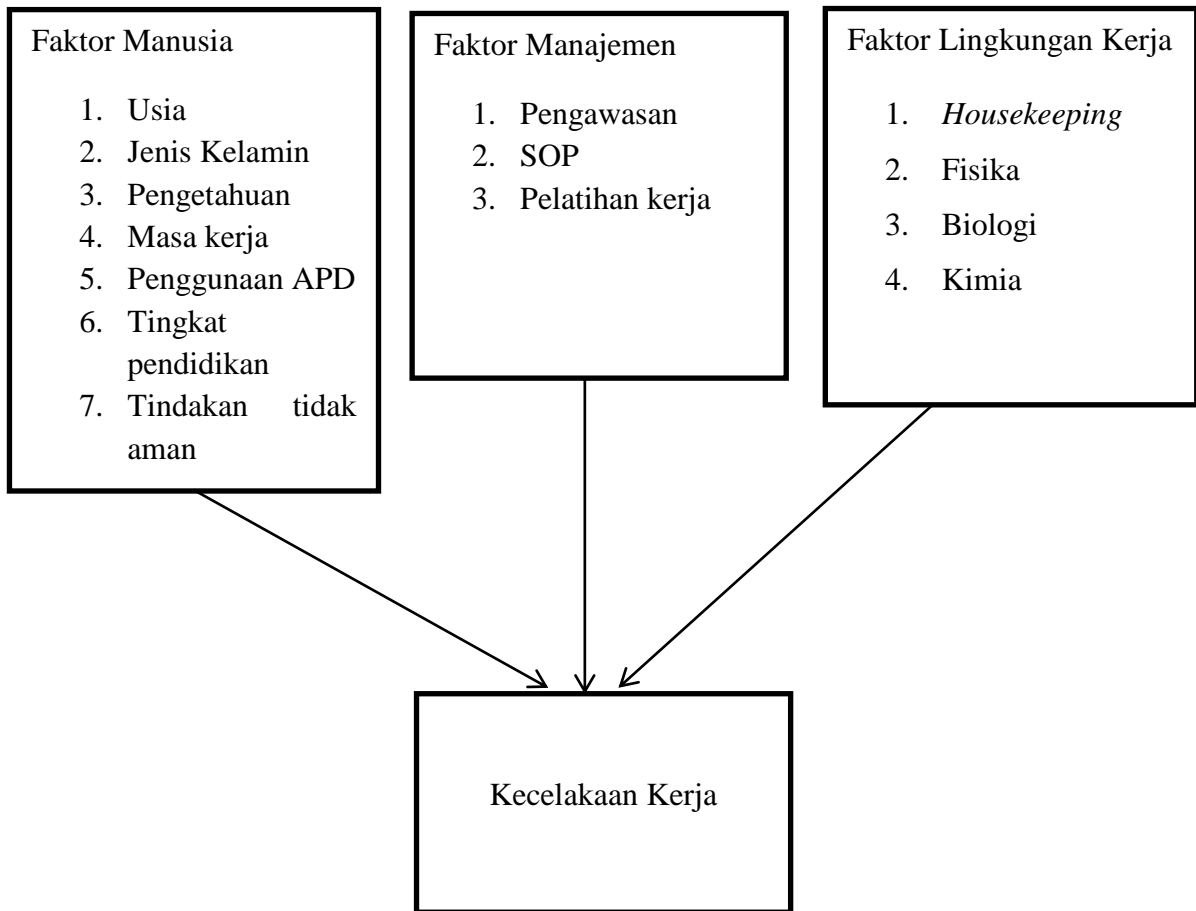 Faktor Manusia
1. Usia
2. Jenis Kelamin
3. Pengetahuan
4. Masa kerja
5. Penggunaan APD
6. Tingkat
pendidikan
7. Tindakan tidak
aman
Faktor Manajemen
1. Pengawasan
2. SOP
3. Pelatihan kerja
Faktor Lingkungan Kerja
1. Housekeeping
2. Fisika
3. Biologi
4. Kimia
Kecelakaan Kerja